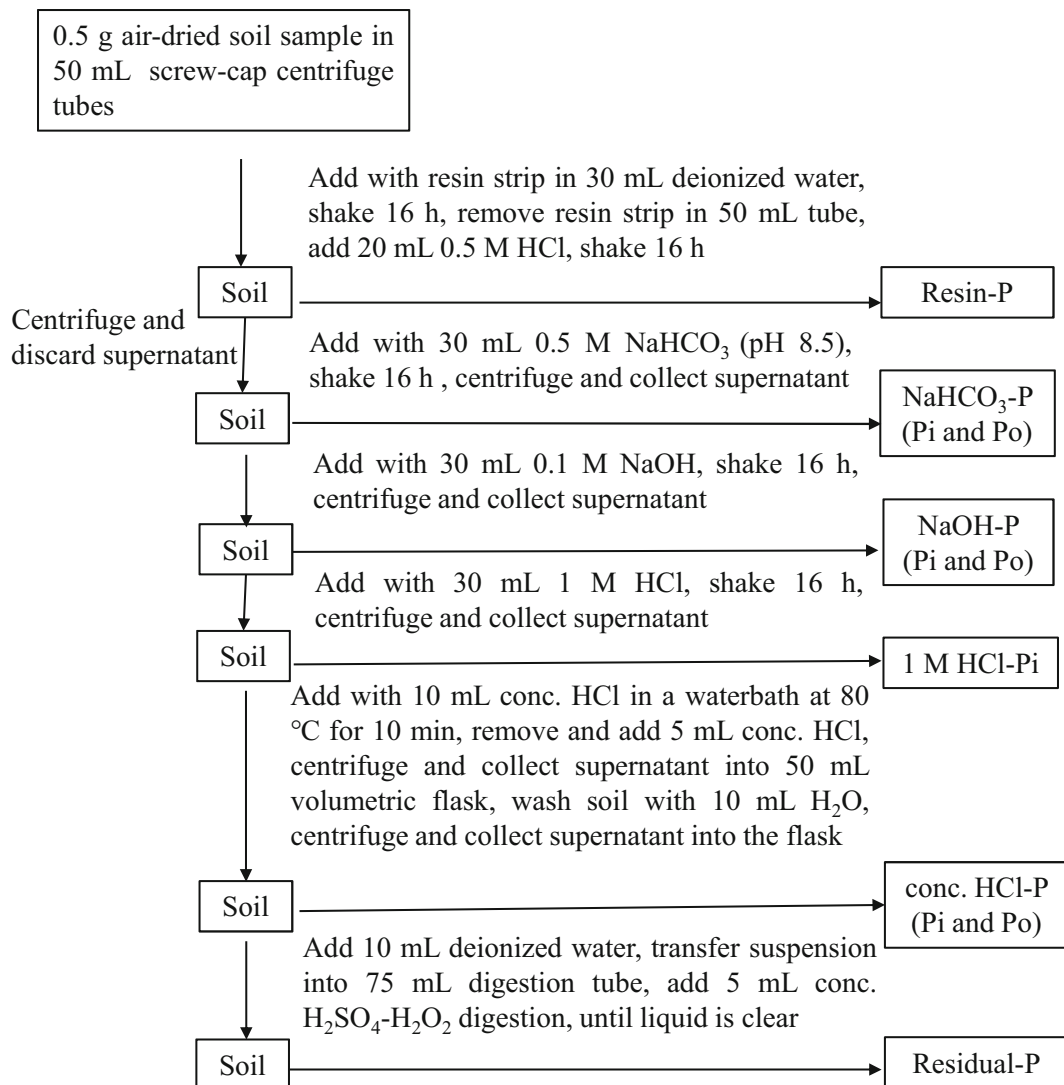 0.5 g air-dried soil sample in
50 mL screw-cap centrifuge
tubes
Add with resin strip in 30 mL deionized water,
shake 16 h, remove resin strip in 50 mL tube,
add 20 mL 0.5 M HCl, shake 16 h
Soil
Resin-P
Centrifuge and
discard supernatant
Add with 30 mL 0.5 M NaHCO₃ (pH 8.5),
shake 16 h , centrifuge and collect supernatant
Soil
NaHCO₃-P
(Pi and Po)
Add with 30 mL 0.1 M NaOH, shake 16 h,
centrifuge and collect supernatant
Soil
NaOH-P
(Pi and Po)
Add with 30 mL 1 M HCl, shake 16 h,
centrifuge and collect supernatant
Soil
1 M HCl-Pi
Add with 10 mL conc. HCl in a waterbath at 80
°C for 10 min, remove and add 5 mL conc. HCl,
centrifuge and collect supernatant into 50 mL
volumetric flask, wash soil with 10 mL H₂O,
centrifuge and collect supernatant into the flask
Soil
conc. HCl-P
(Pi and Po)
Add 10 mL deionized water, transfer suspension
into 75 mL digestion tube, add 5 mL conc.
H₂SO₄-H₂O₂ digestion, until liquid is clear
Soil
Residual-P